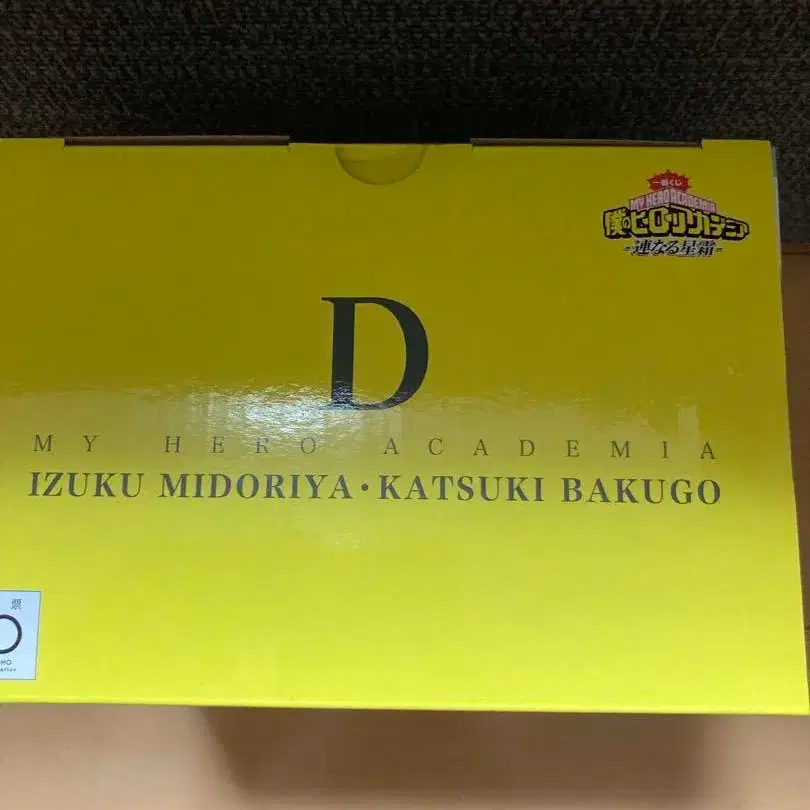 一番くじ
MY HERO ACADEMIA
僕のヒーローアカデミア
-連なる星霜-
D
MY HERO ACADEMIA
IZUKU MIDORIYA・KATSUKI BAKUGO
票